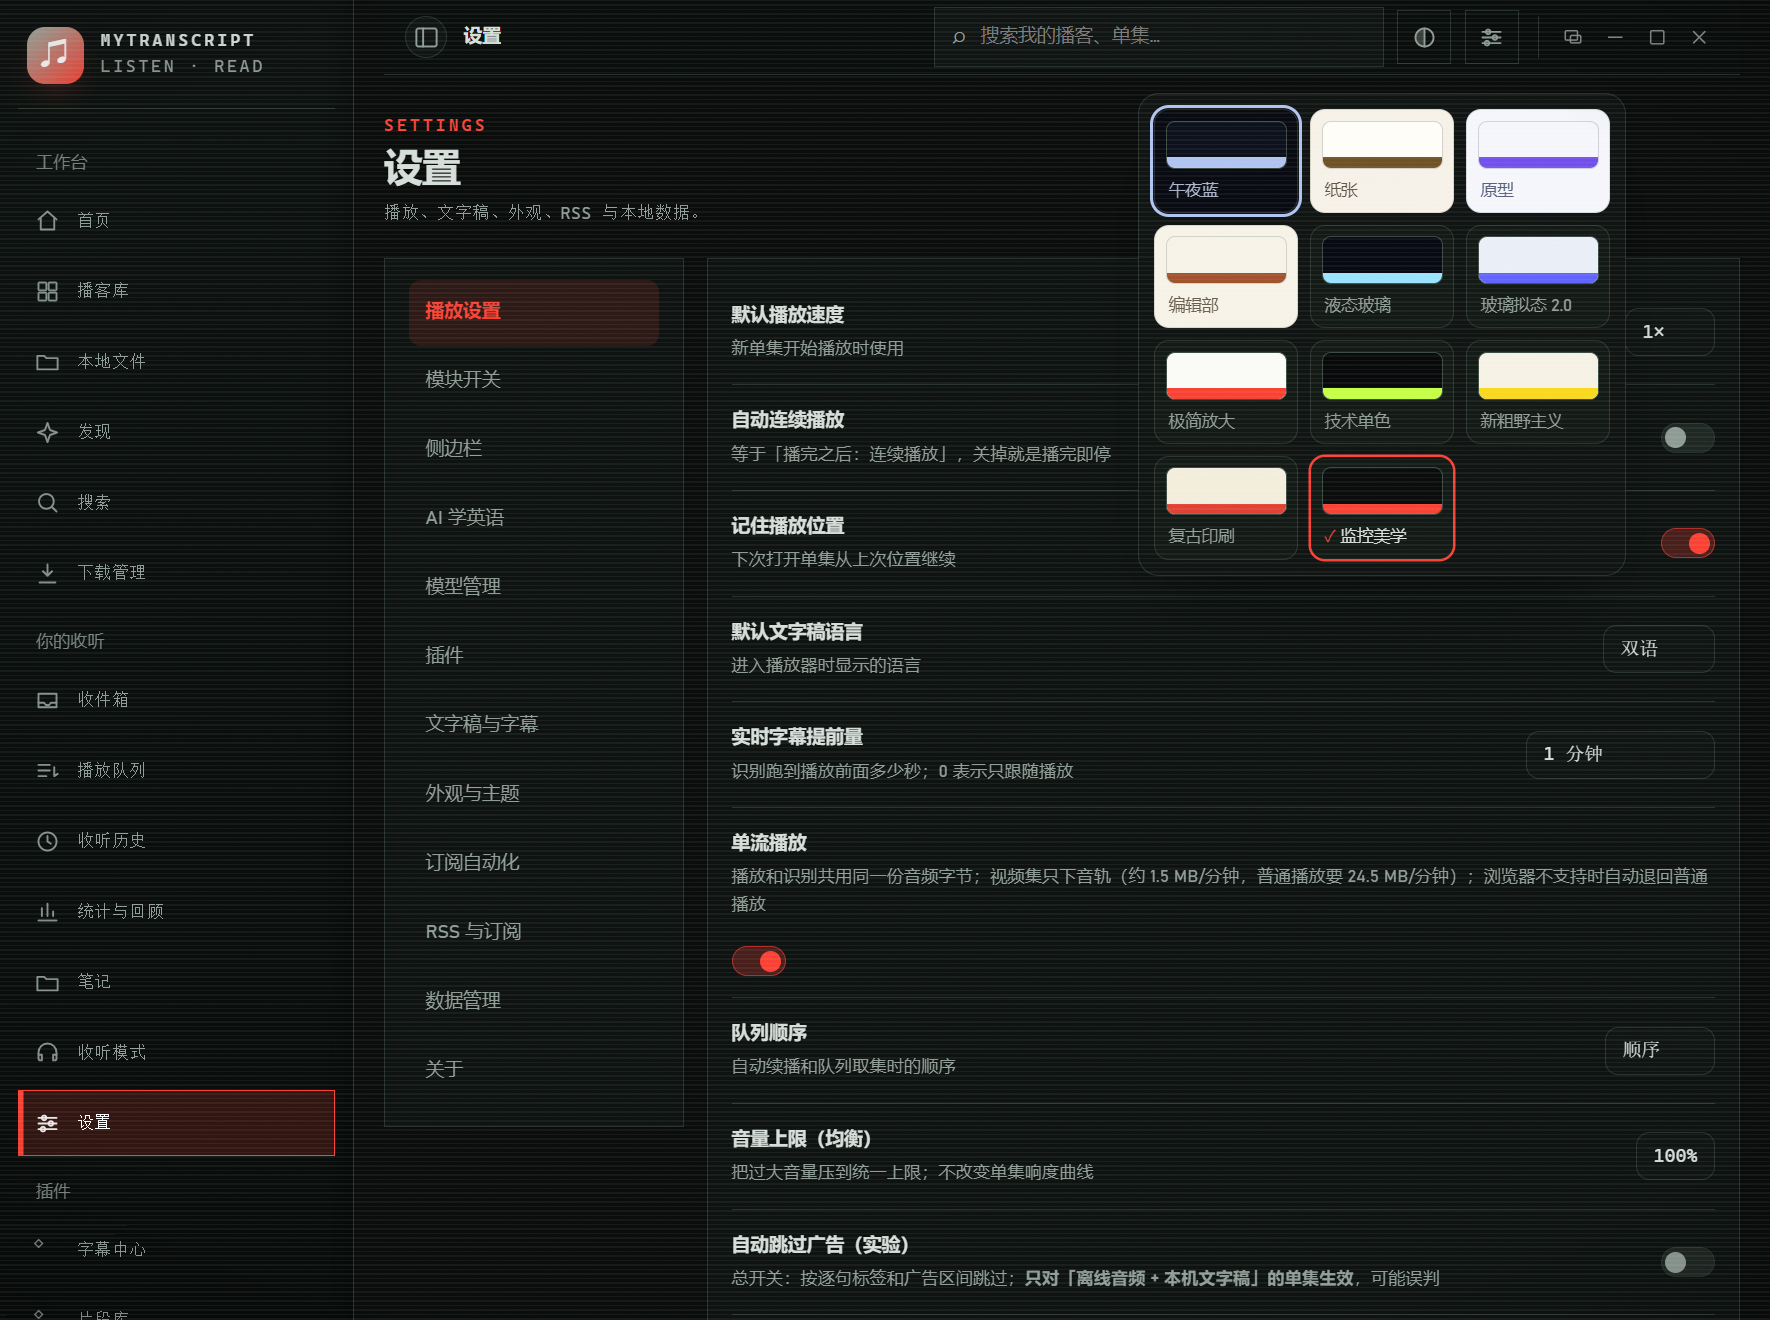 MYTRANSCRIPT
LISTEN · READ
工作台
首页
播客库
本地文件
发现
搜索
下载管理
你的收听
收件箱
播放队列
收听历史
统计与回顾
笔记
收听模式
设置
插件
字幕中心
片段库
设置
搜索我的播客、单集...
SETTINGS
设置
播放、文字稿、外观、RSS 与本地数据。
播放设置
模块开关
侧边栏
AI 学英语
模型管理
插件
文字稿与字幕
外观与主题
订阅自动化
RSS 与订阅
数据管理
关于
午夜蓝
纸张
原型
编辑部
液态玻璃
玻璃拟态 2.0
极简放大
技术单色
新粗野主义
复古印刷
✓ 监控美学
默认播放速度
新单集开始播放时使用
1×
自动连续播放
等于「播完之后：连续播放」，关掉就是播完即停
记住播放位置
下次打开单集从上次位置继续
默认文字稿语言
进入播放器时显示的语言
双语
实时字幕提前量
识别跑到播放前面多少秒；0 表示只跟随播放
1 分钟
单流播放
播放和识别共用同一份音频字节；视频集只下音轨（约 1.5 MB/分钟，普通播放要 24.5 MB/分钟）；浏览器不支持时自动退回普通
播放
队列顺序
自动续播和队列取集时的顺序
顺序
音量上限（均衡）
把过大音量压到统一上限；不改变单集响度曲线
100%
自动跳过广告（实验）
总开关：按逐句标签和广告区间跳过；只对「离线音频 + 本机文字稿」的单集生效，可能误判